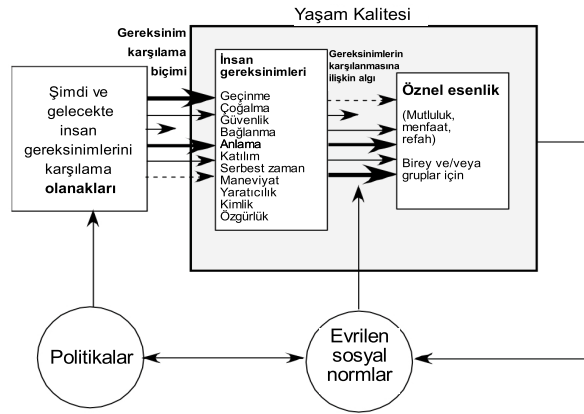 Yaşam Kalitesi
Gereksinim
karşılama
biçimi
Şimdi ve
gelecekte
insan
gereksinimlerini
karşılama
olanakları
İnsan
gereksinimleri
Geçinme
Çoğalma
Güvenlik
Bağlanma
Anlama
Katılım
Serbest zaman
Maneviyat
Yaratıcılık
Kimlik
Özgürlük
Gereksinimlerin
karşılanmasına
ilişkin algı
Öznel esenlik
(Mutluluk,
menfaat,
refah)
Birey ve/veya
gruplar için
Politikalar
Evrilen
sosyal
normlar